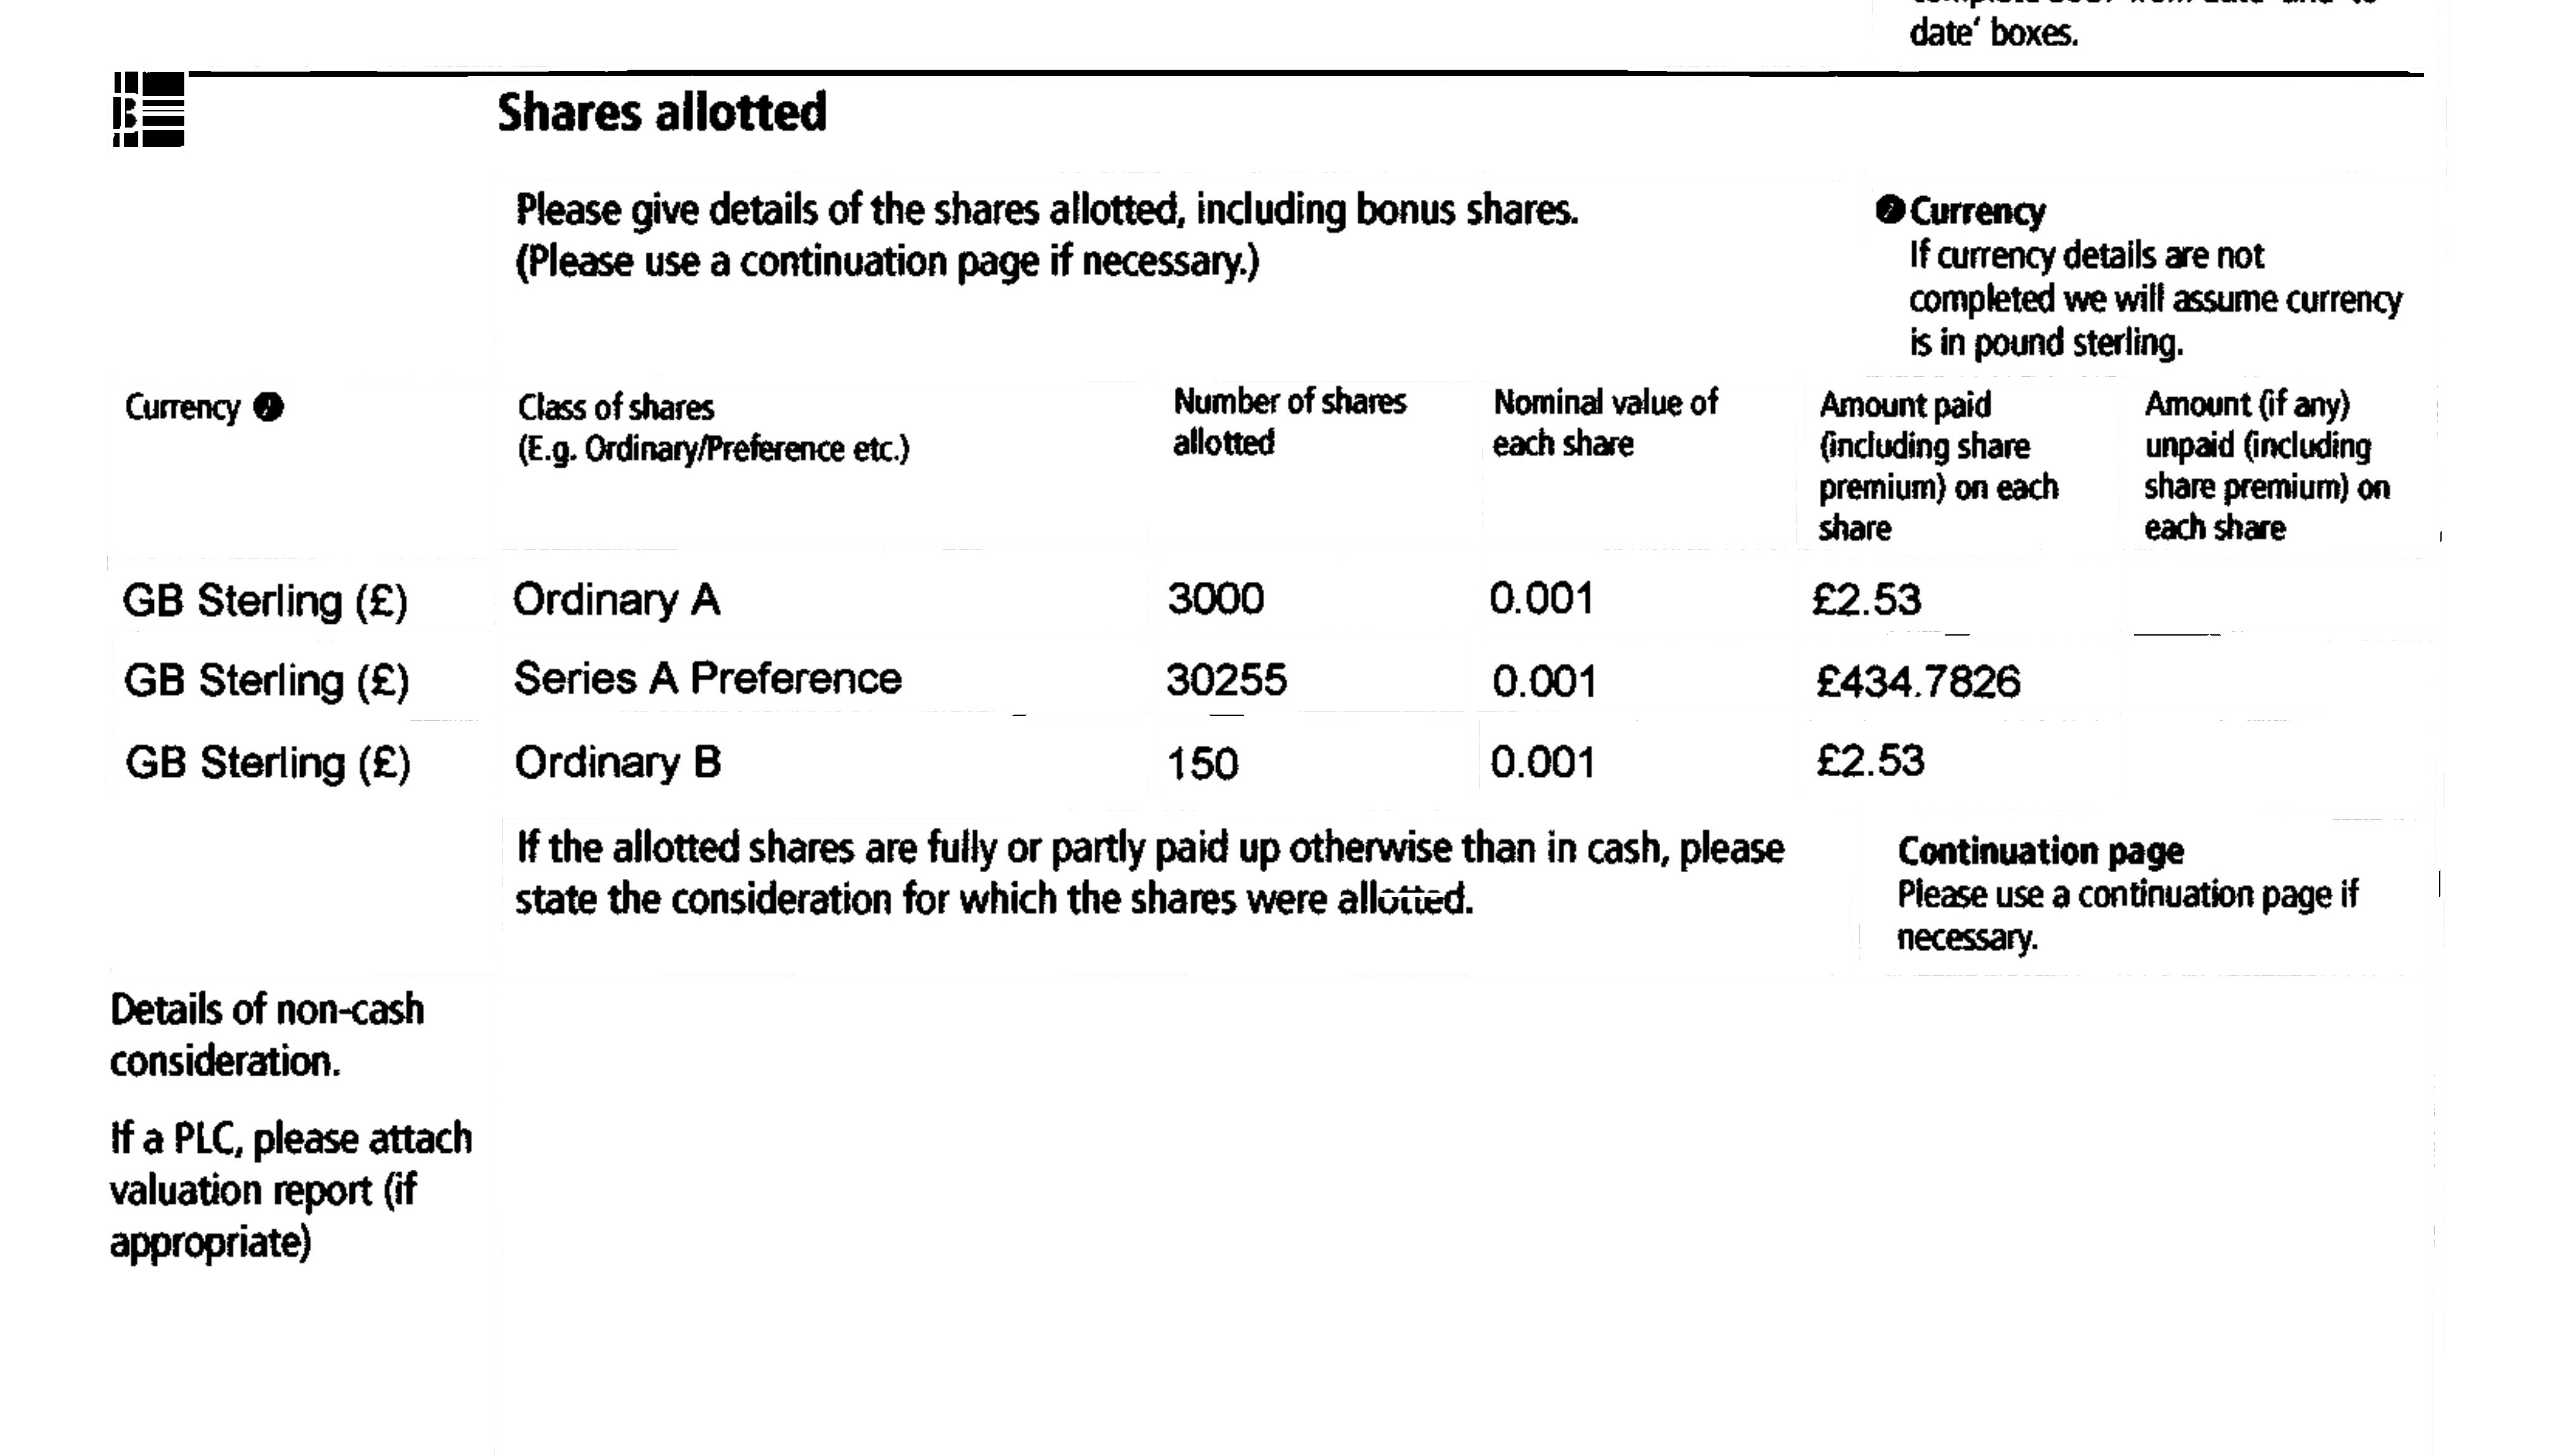 date' boxes.
Shares allotted
Please give details of the shares allotted, including bonus shares.
(Please use a continuation page if necessary.)
Currency
If currency details are not
completed we will assume currency
is in pound sterling.
Currency
Class of shares
(E.g. Ordinary/Preference etc.)
Number of shares
allotted
Nominal value of
each share
Amount paid
(including share
premium) on each
share
Amount (if any)
unpaid (including
share premium) on
each share
GB Sterling (£) Ordinary A 3000 0.001 £2.53
GB Sterling (£) Series A Preference 30255 0.001 £434.7826
GB Sterling (£) Ordinary B 150 0.001 £2.53
If the allotted shares are fully or partly paid up otherwise than in cash, please
state the consideration for which the shares were allotted.
Continuation page
Please use a continuation page if
necessary.
Details of non-cash
consideration.
If a PLC, please attach
valuation report (if
appropriate)